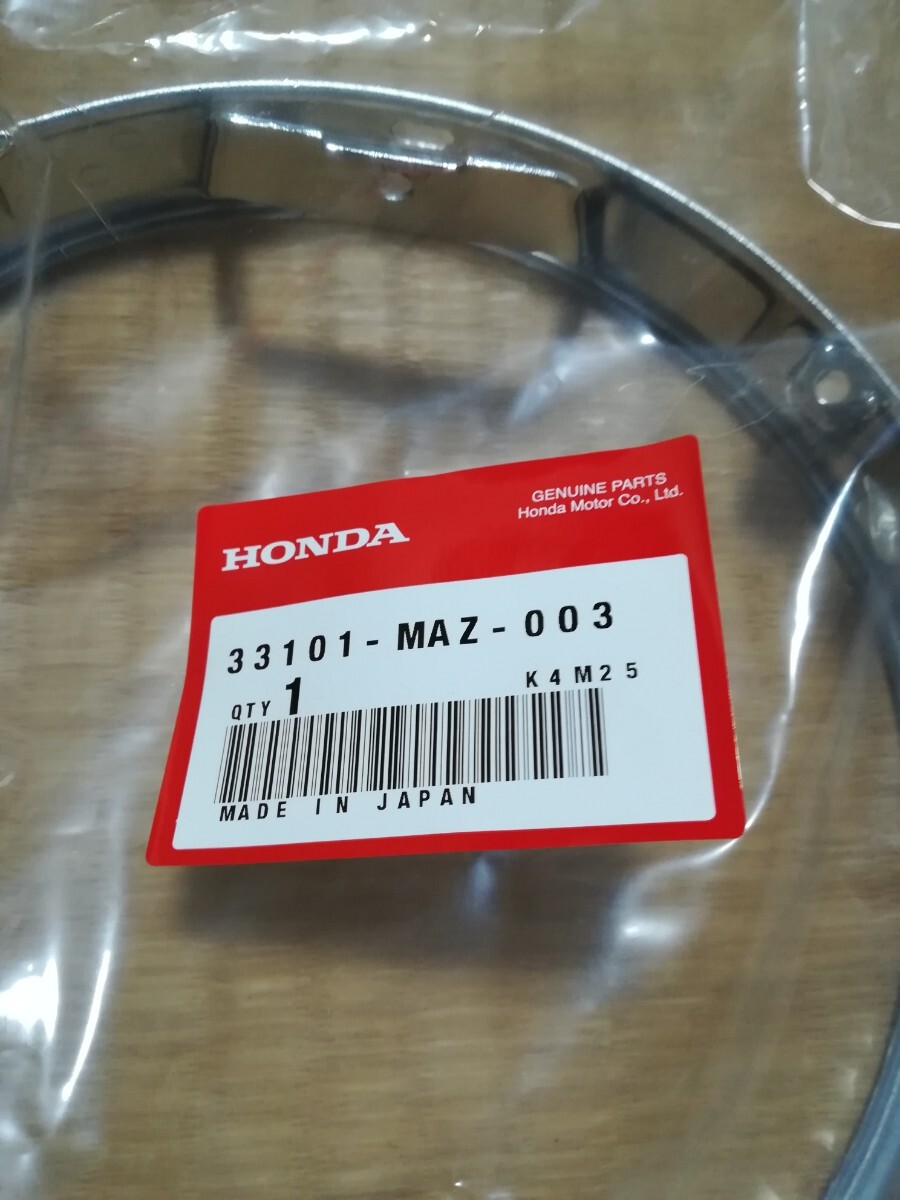 GENUINE PARTS
Honda Motor Co., Ltd.
HONDA
33101-MAZ-003
QTY 1
K4M25
MADE IN JAPAN